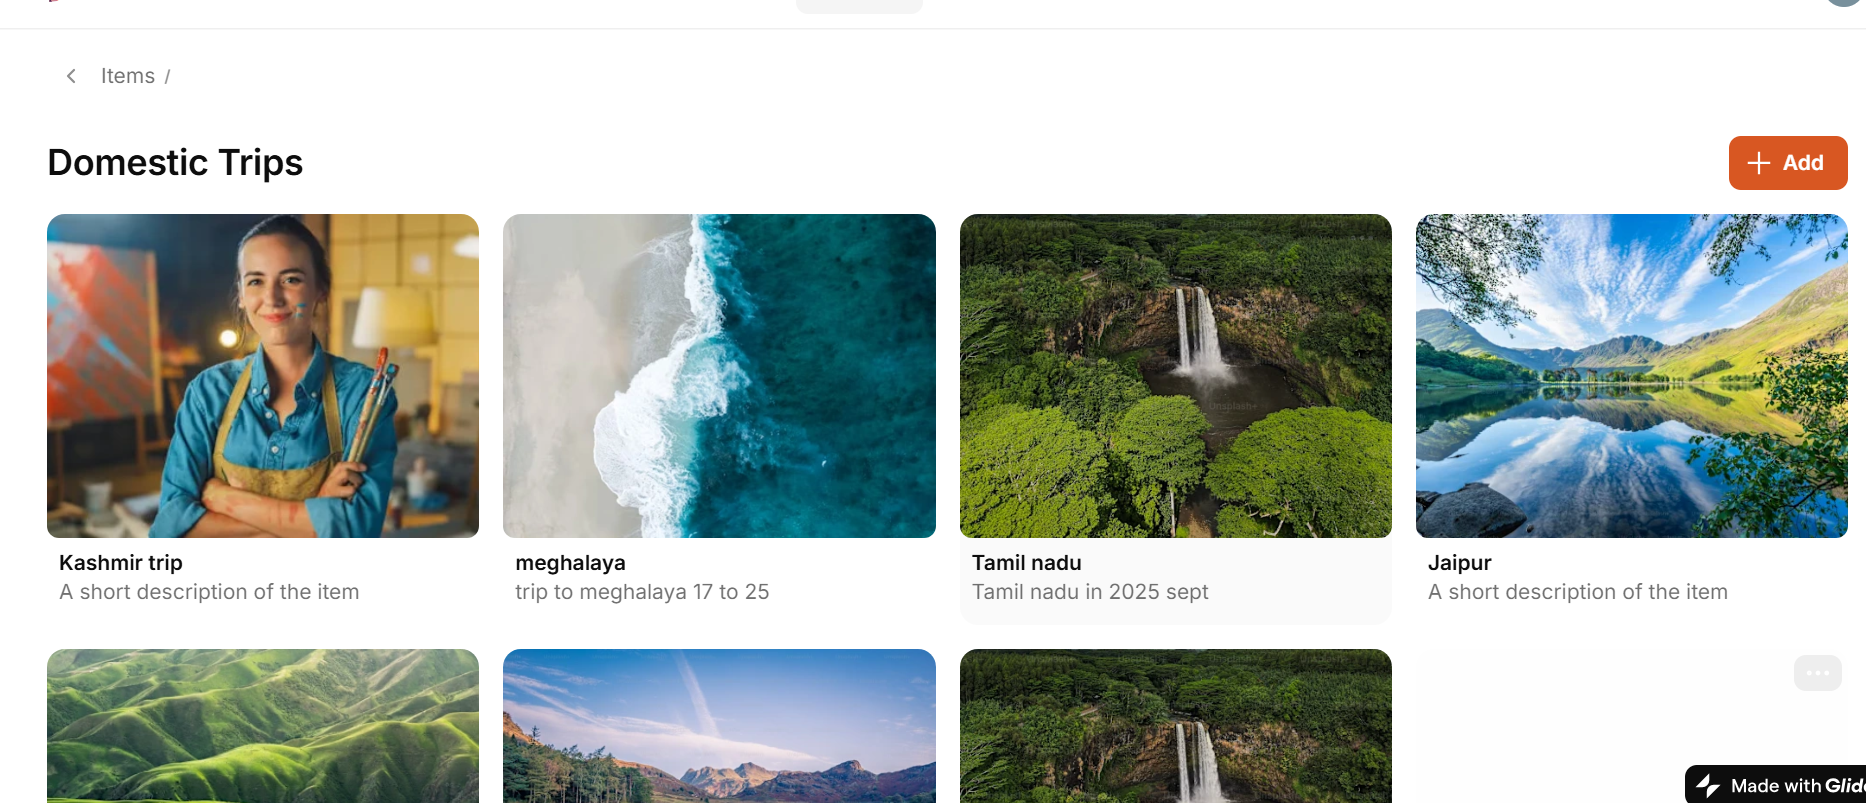 Items /
Domestic Trips
Add
Kashmir trip
A short description of the item
meghalaya
trip to meghalaya 17 to 25
Tamil nadu
Tamil nadu in 2025 sept
Jaipur
A short description of the item
Unsplash+
Made with Glide